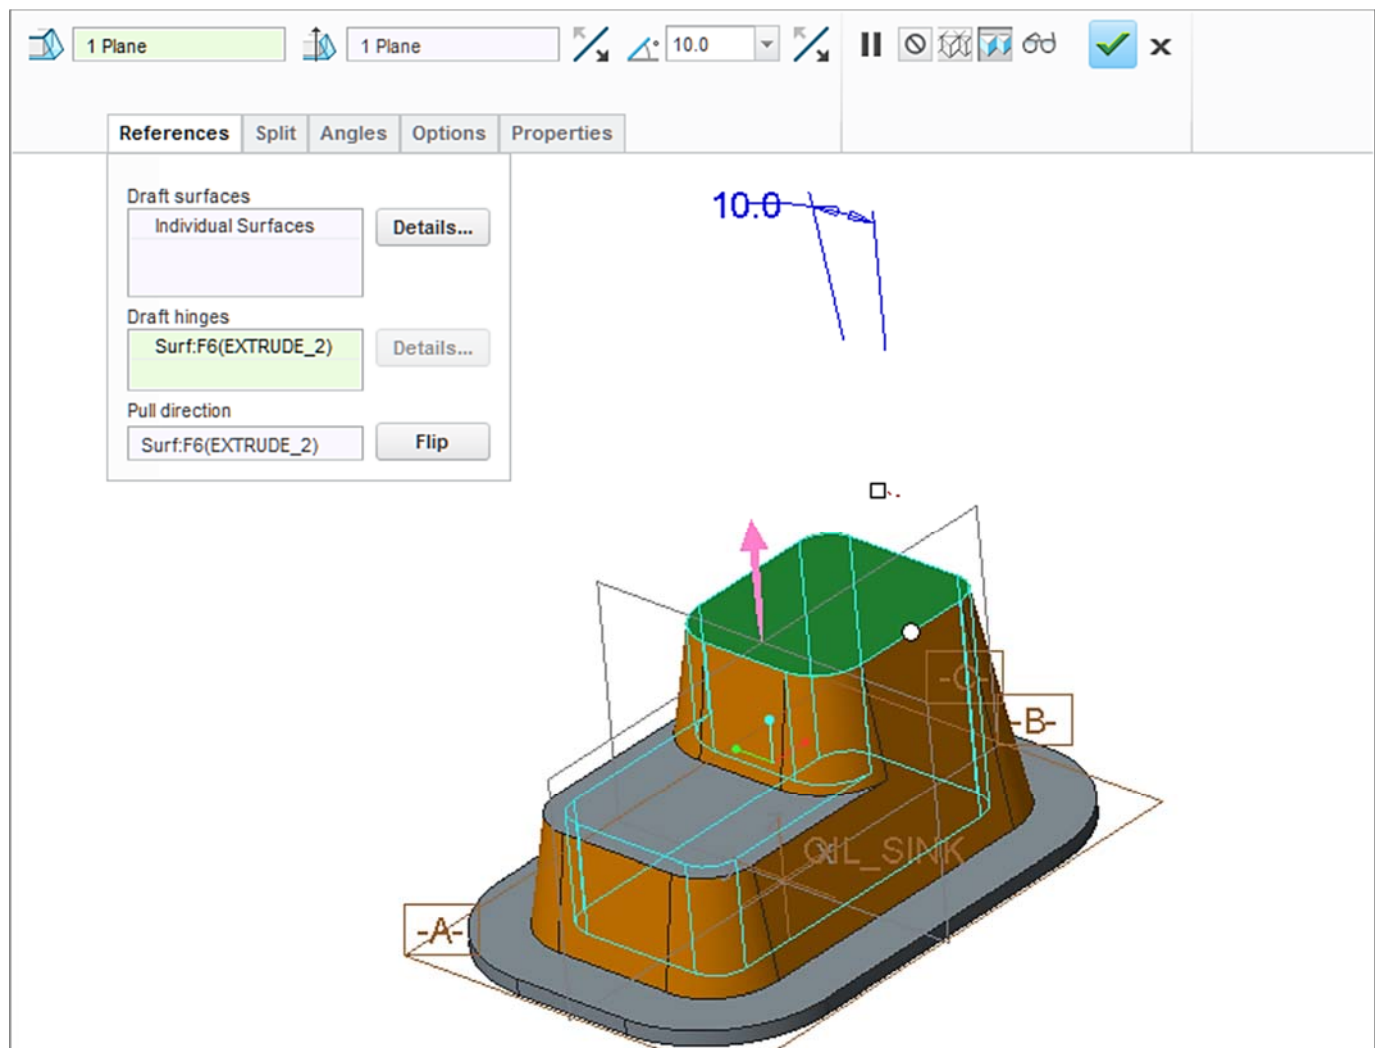 1 Plane
1 Plane
10.0
References Split Angles Options Properties
Draft surfaces
Individual Surfaces
Details...
Draft hinges
Surf:F6(EXTRUDE_2)
Details...
Pull direction
Surf:F6(EXTRUDE_2)
Flip
10.0
-C-
-B-
OIL_SINK
-A-